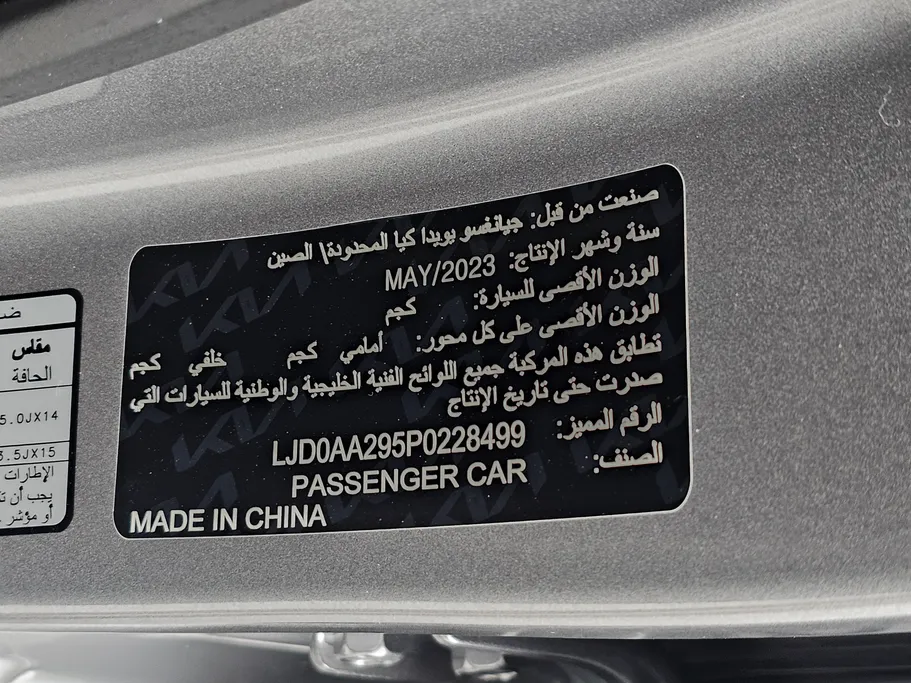 صنعت من قبل: جيانغسو يويدا كيا المحدودة\ الصين
سنة وشهر الإنتاج: MAY/2023
الوزن الأقصى للسيارة: كجم
الوزن الأقصى على كل محور: أمامي كجم خلفي كجم
تطابق هذه المركبة جميع اللوائح الفنية الخليجية والوطنية للسيارات التي
صدرت حتى تاريخ الإنتاج
الرقم المميز: LJD0AA295P0228499
الصنف: PASSENGER CAR
MADE IN CHINA
مقاس
الحافة
5.0JX14
3.5JX15
الإطارات
يجب أن
أو مؤشر